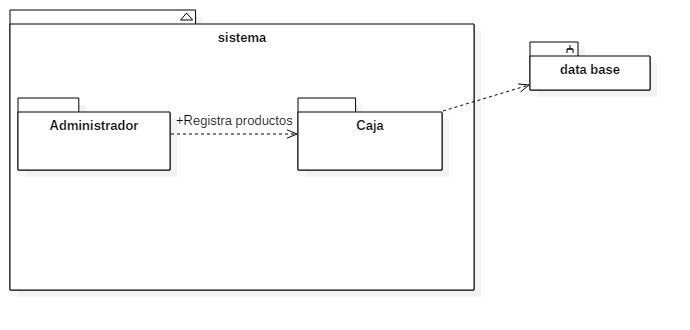 sistema
data base
Administrador
+Registra productos
Caja